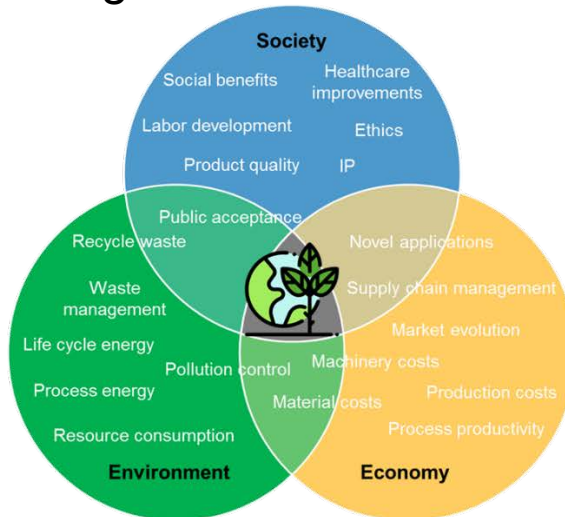 Society
Social benefits
Healthcare
improvements
Labor development
Ethics
Product quality
IP
Public acceptance
Recycle waste
Novel applications
Waste
management
Supply chain management
Life cycle energy
Market evolution
Pollution control
Machinery costs
Process energy
Material costs
Production costs
Resource consumption
Process productivity
Environment
Economy